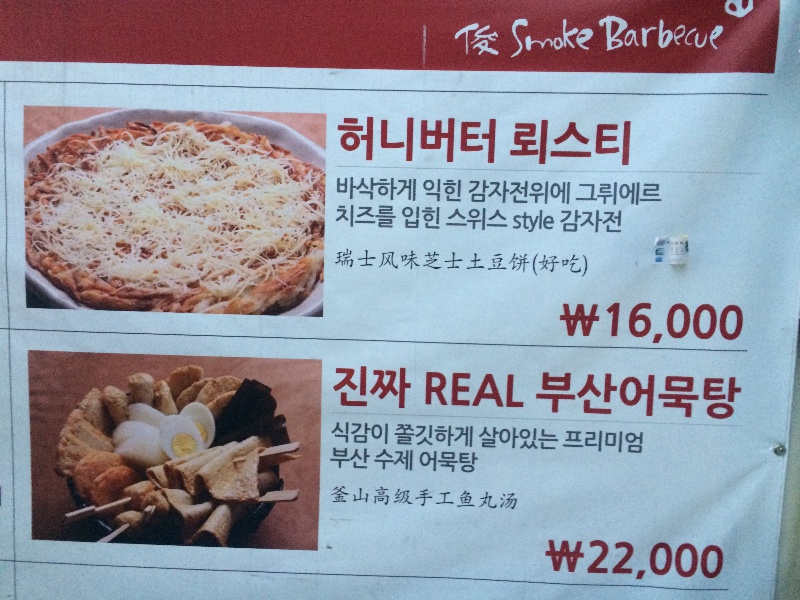 俊 Smoke Barbecue
허니버터 뢰스티
바삭하게 익힌 감자전위에 그뤼에르
치즈를 입힌 스위스 style 감자전
瑞士风味芝士土豆饼(好吃)
₩16,000
진짜 REAL 부산어묵탕
식감이 쫄깃하게 살아있는 프리미엄
부산 수제 어묵탕
釜山高级手工鱼丸汤
₩22,000